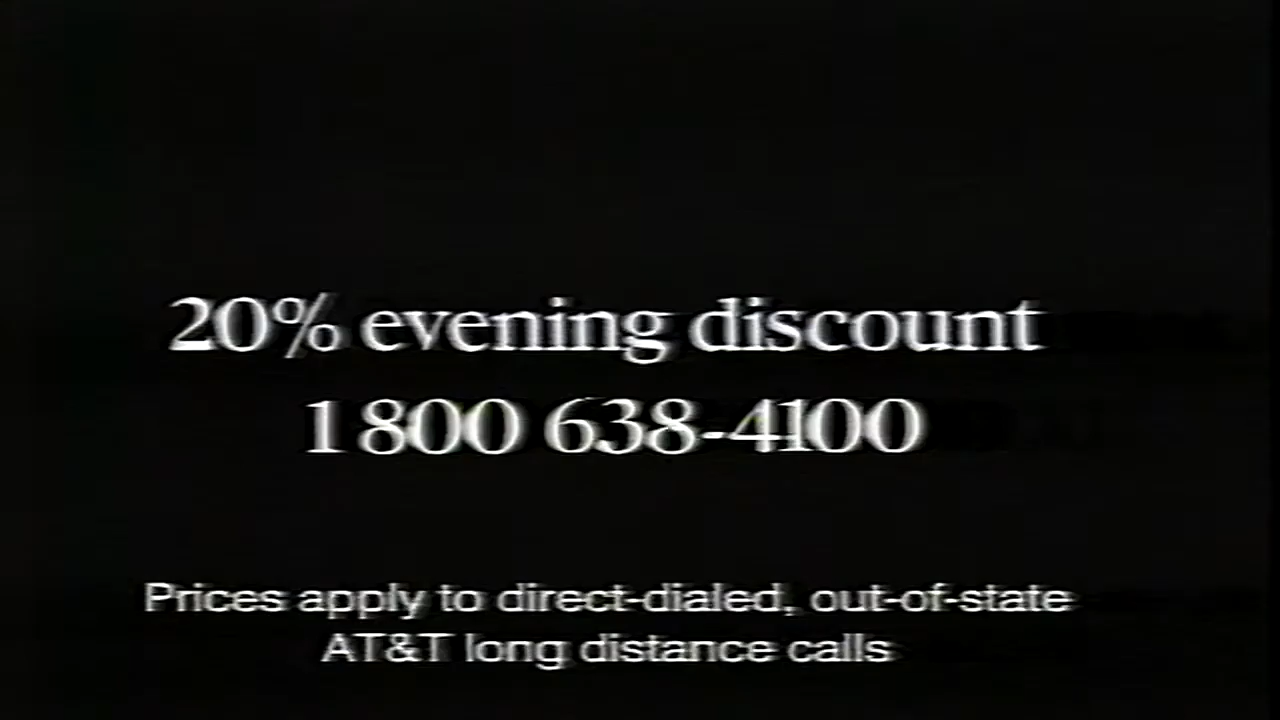 20% evening discount
1 800 638-4100
Prices apply to direct-dialed, out-of-state
AT&T long distance calls